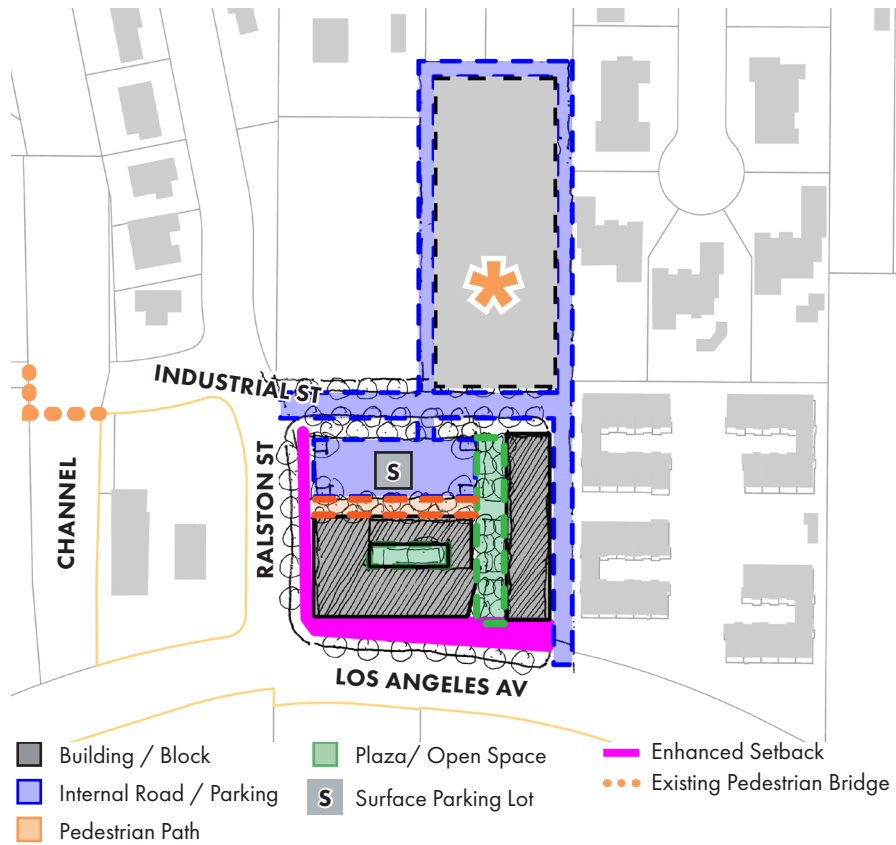 INDUSTRIAL ST
S
RALSTON ST
CHANNEL
LOS ANGELES AV
Building / Block
Plaza/ Open Space
Enhanced Setback
Internal Road / Parking
S Surface Parking Lot
Existing Pedestrian Bridge
Pedestrian Path